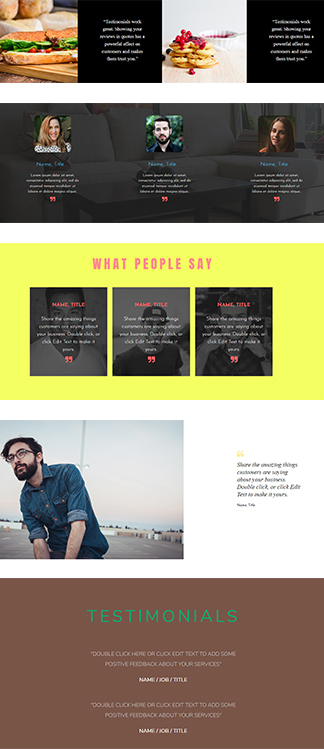 "Testimonials work
great. Showing your
reviews in quotes has a
powerful effect on
customers and makes
them trust you."
"Testimonials work
great. Showing your
reviews in quotes has a
powerful effect on
customers and makes
them trust you."
Name, Title
Lorem ipsum dolor sit amet,
consectetur adipiscing elit, sed do
eiusmod tempor incididunt ut
labore et dolore magna aliqua.
Name, Title
Lorem ipsum dolor sit amet,
consectetur adipiscing elit, sed do
eiusmod tempor incididunt ut
labore et dolore magna aliqua.
Name, Title
Lorem ipsum dolor sit amet,
consectetur adipiscing elit, sed do
eiusmod tempor incididunt ut
labore et dolore magna aliqua.
WHAT PEOPLE SAY
NAME, TITLE
Share the amazing things
customers are saying about
your business. Double click, or
click Edit Text to make it
yours.
NAME, TITLE
Share the amazing things
customers are saying about
your business. Double click, or
click Edit Text to make it
yours.
NAME, TITLE
Share the amazing things
customers are saying about
your business. Double click, or
click Edit Text to make it
yours.
Share the amazing things
customers are saying
about your business.
Double click, or click Edit
Text to make it yours.
Name, Title
TESTIMONIALS
"DOUBLE CLICK HERE OR CLICK EDIT TEXT TO ADD SOME
POSITIVE FEEDBACK ABOUT YOUR SERVICES"
NAME / JOB / TITLE
"DOUBLE CLICK HERE OR CLICK EDIT TEXT TO ADD SOME
POSITIVE FEEDBACK ABOUT YOUR SERVICES"
NAME / JOB / TITLE